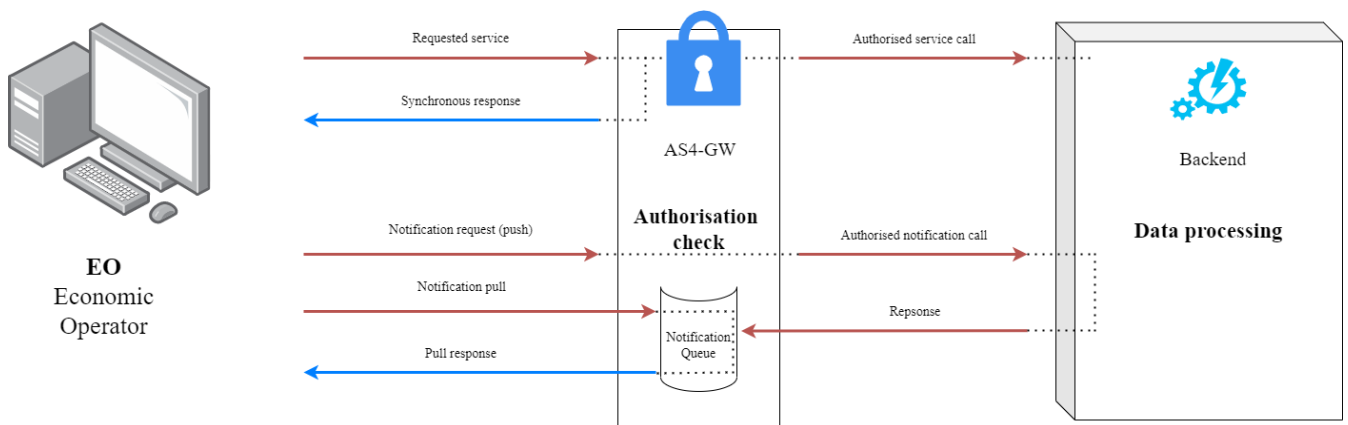 Requested service
Authorised service call
Synchronous response
AS4-GW
Backend
Authorisation
check
Data processing
Notification request (push)
Authorised notification call
EO
Economic
Operator
Notification pull
Repsonse
Notification
Queue
Pull response